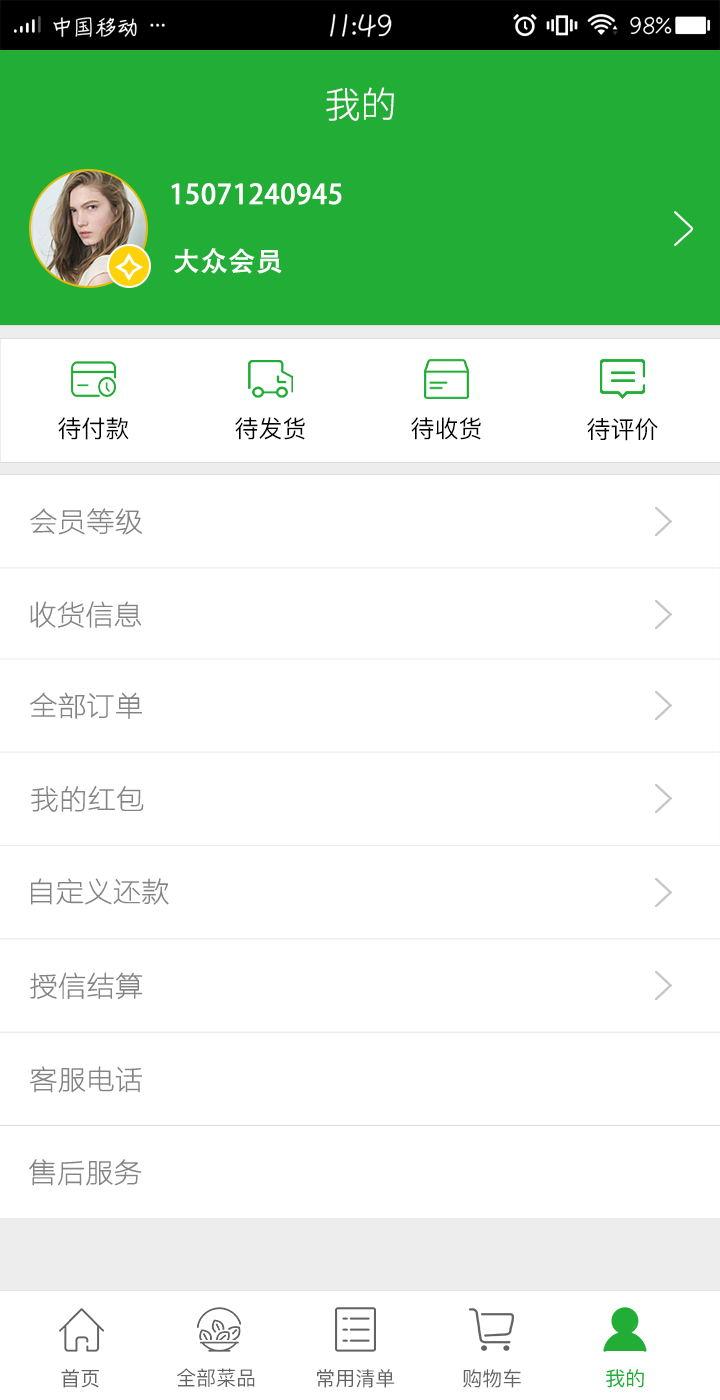 中国移动 ··· 11:49 98%
我的
15071240945
大众会员
待付款 待发货 待收货 待评价
会员等级
收货信息
全部订单
我的红包
自定义还款
授信结算
客服电话
售后服务
首页 全部菜品 常用清单 购物车 我的